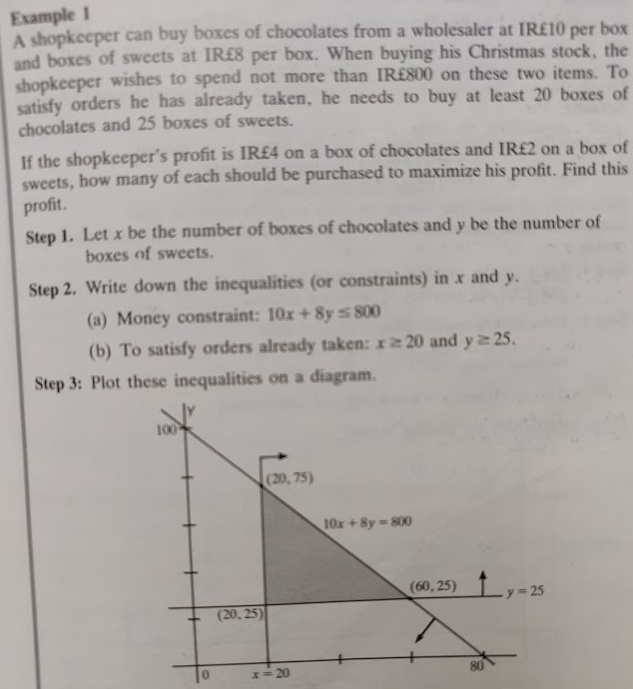 Example 1
A shopkeeper can buy boxes of chocolates from a wholesaler at IR£10 per box
and boxes of sweets at IR£8 per box. When buying his Christmas stock, the
shopkeeper wishes to spend not more than IR£800 on these two items. To
satisfy orders he has already taken, he needs to buy at least 20 boxes of
chocolates and 25 boxes of sweets.
If the shopkeeper's profit is IR£4 on a box of chocolates and IR£2 on a box of
sweets, how many of each should be purchased to maximize his profit. Find this
profit.
Step 1. Let x be the number of boxes of chocolates and y be the number of
boxes of sweets.
Step 2. Write down the inequalities (or constraints) in x and y.
(a) Money constraint: 10x + 8y ≤ 800
(b) To satisfy orders already taken: x ≥ 20 and y ≥ 25.
Step 3: Plot these inequalities on a diagram.
Y
100
(20, 75)
10x + 8y = 800
(60, 25)
y = 25
(20, 25)
0
x = 20
80